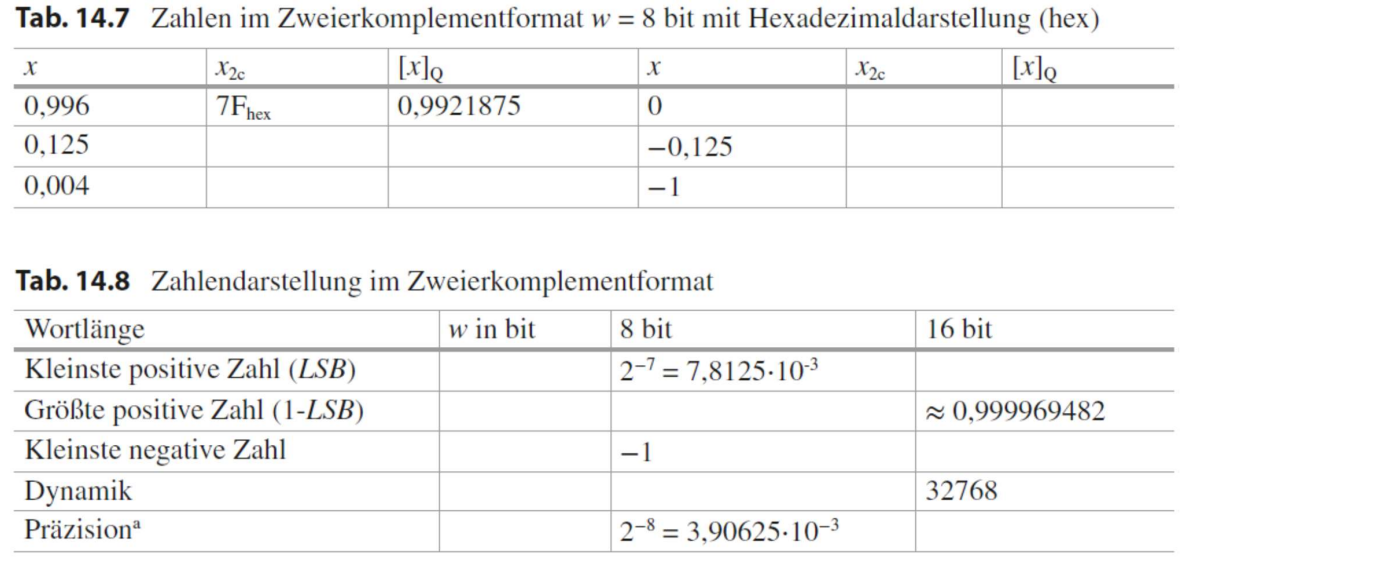 Tab. 14.7 Zahlen im Zweierkomplementformat w = 8 bit mit Hexadezimaldarstellung (hex)
x x2c [x]Q x x2c [x]Q
0,996 7Fhex 0,9921875 0
0,125 −0,125
0,004 −1
Tab. 14.8 Zahlendarstellung im Zweierkomplementformat
Wortlänge w in bit 8 bit 16 bit
Kleinste positive Zahl (LSB) 2⁻⁷ = 7,8125·10⁻³
Größte positive Zahl (1-LSB) ≈ 0,999969482
Kleinste negative Zahl −1
Dynamik 32768
Präzisionᵃ 2⁻⁸ = 3,90625·10⁻³